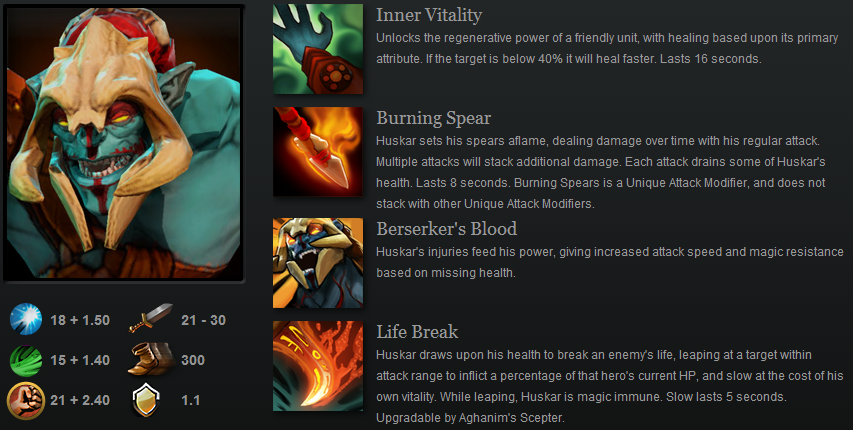 Inner Vitality
Unlocks the regenerative power of a friendly unit, with healing based upon its primary
attribute. If the target is below 40% it will heal faster. Lasts 16 seconds.
Burning Spear
Huskar sets his spears aflame, dealing damage over time with his regular attack.
Multiple attacks will stack additional damage. Each attack drains some of Huskar's
health. Lasts 8 seconds. Burning Spears is a Unique Attack Modifier, and does not
stack with other Unique Attack Modifiers.
Berserker's Blood
Huskar's injuries feed his power, giving increased attack speed and magic resistance
based on missing health.
Life Break
Huskar draws upon his health to break an enemy's life, leaping at a target within
attack range to inflict a percentage of that hero's current HP, and slow at the cost of his
own vitality. While leaping, Huskar is magic immune. Slow lasts 5 seconds.
Upgradable by Aghanim's Scepter.
18 + 1.50
21 - 30
15 + 1.40
300
21 + 2.40
1.1